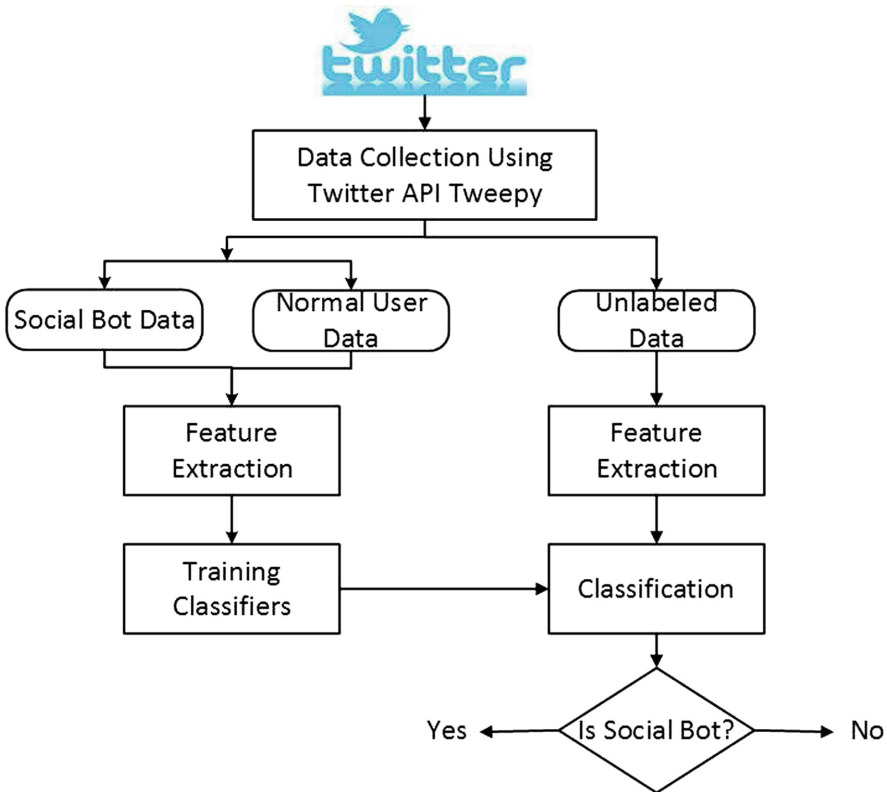 twitter
Data Collection Using
Twitter API Tweepy
Social Bot Data
Normal User
Data
Unlabeled
Data
Feature
Extraction
Feature
Extraction
Training
Classifiers
Classification
Is Social Bot?
Yes
No